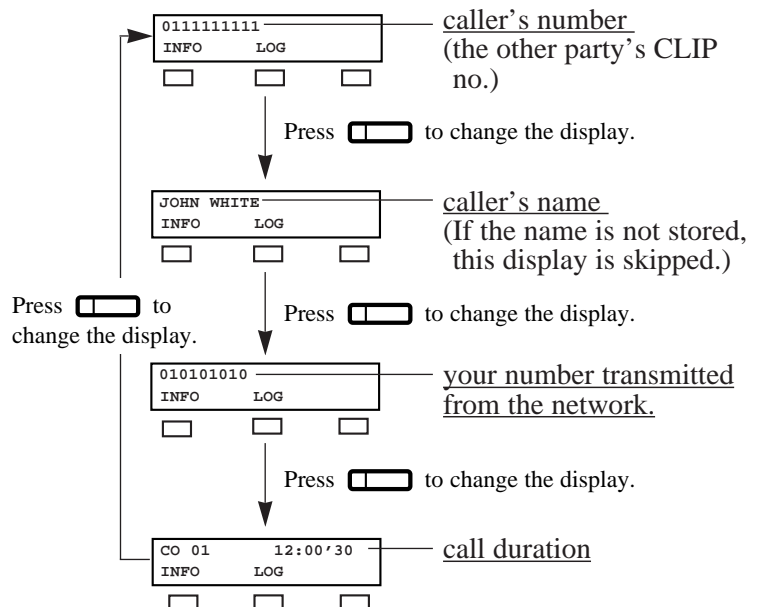 0111111111
INFO LOG
caller's number
(the other party's CLIP
no.)
Press to change the display.
JOHN WHITE
INFO LOG
caller's name
(If the name is not stored,
this display is skipped.)
Press to
change the display.
Press to change the display.
010101010
INFO LOG
your number transmitted
from the network.
Press to change the display.
CO 01 12:00'30
INFO LOG
call duration